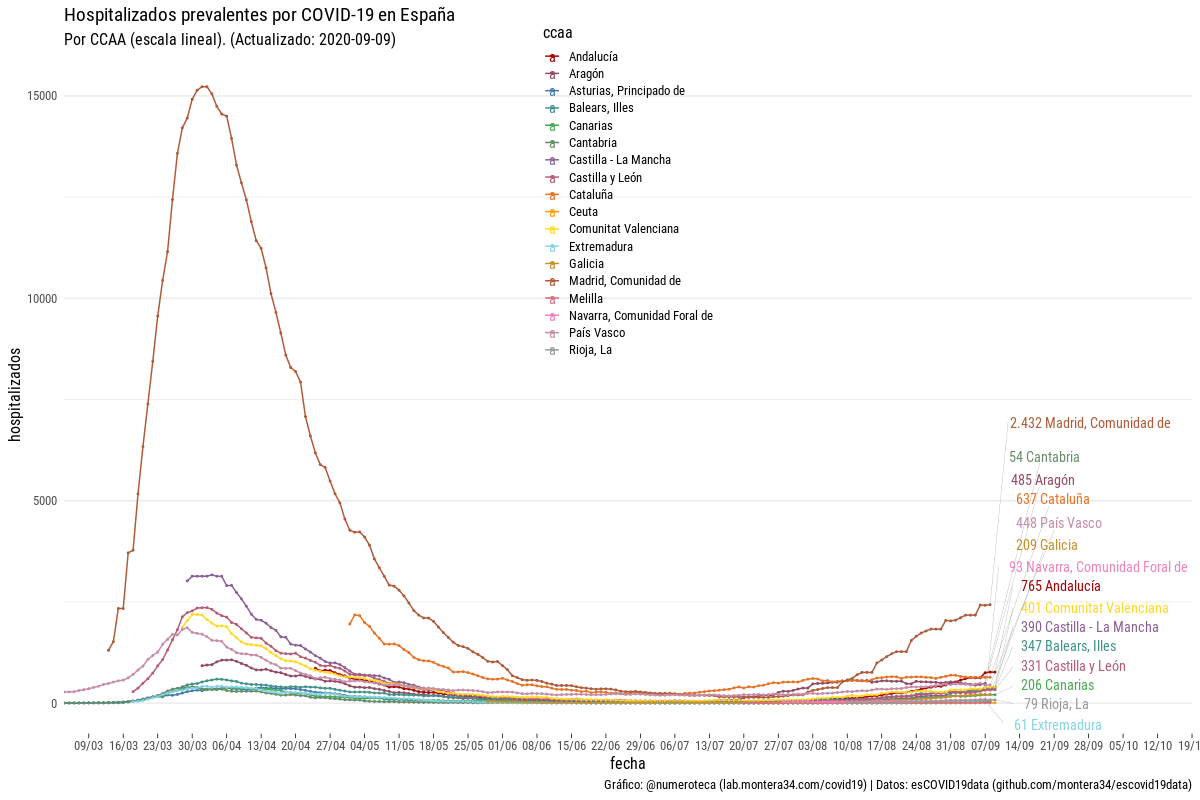 Hospitalizados prevalentes por COVID-19 en España
Por CCAA (escala lineal). (Actualizado: 2020-09-09)
ccaa
Andalucía
Aragón
Asturias, Principado de
Balears, Illes
Canarias
Cantabria
Castilla - La Mancha
Castilla y León
Cataluña
Ceuta
Comunitat Valenciana
Extremadura
Galicia
Madrid, Comunidad de
Melilla
Navarra, Comunidad Foral de
País Vasco
Rioja, La
hospitalizados
15000
10000
5000
0
2.432 Madrid, Comunidad de
54 Cantabria
485 Aragón
637 Cataluña
448 País Vasco
209 Galicia
93 Navarra, Comunidad Foral de
765 Andalucía
401 Comunitat Valenciana
390 Castilla - La Mancha
347 Balears, Illes
331 Castilla y León
206 Canarias
79 Rioja, La
61 Extremadura
09/03 16/03 23/03 30/03 06/04 13/04 20/04 27/04 04/05 11/05 18/05 25/05 01/06 08/06 15/06 22/06 29/06 06/07 13/07 20/07 27/07 03/08 10/08 17/08 24/08 31/08 07/09 14/09 21/09 28/09 05/10 12/10 19/1
fecha
Gráfico: @numeroteca (lab.montera34.com/covid19) | Datos: esCOVID19data (github.com/montera34/escovid19data)